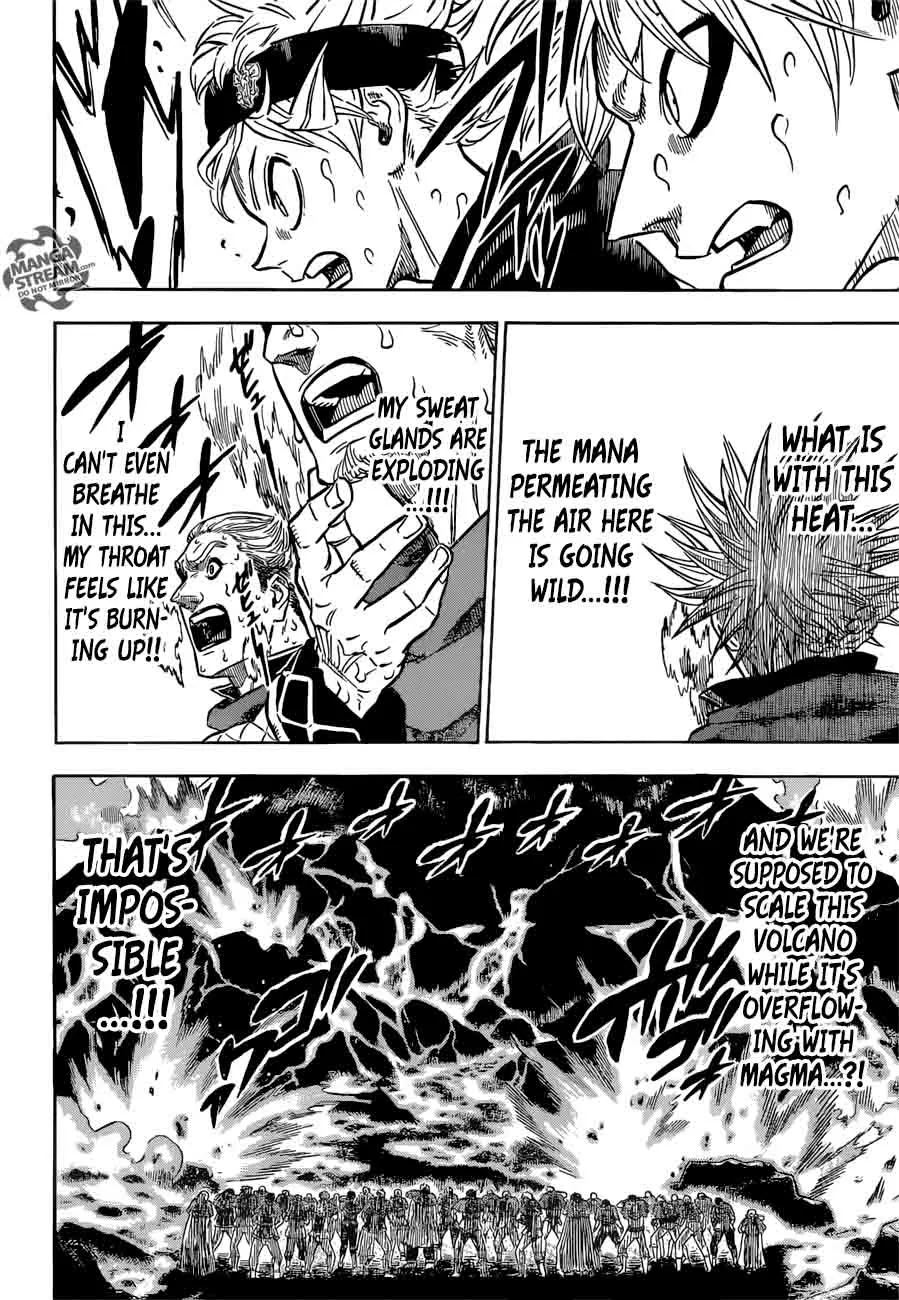 MANGA
STREAM.com
DO NOT MIRROR
WHAT IS
WITH THIS
HEAT...
THE MANA
PERMEATING
THE AIR HERE
IS GOING
WILD...!!!
MY SWEAT
GLANDS ARE
EXPLODING
...!!!
I
CAN'T EVEN
BREATHE
IN THIS...
MY THROAT
FEELS LIKE
IT'S BURN-
ING UP!!
AND WE'RE
SUPPOSED TO
SCALE THIS
VOLCANO
WHILE IT'S
OVERFLOW-
ING WITH
MAGMA...?!
THAT'S
IMPOS-
SIBLE
...!!!